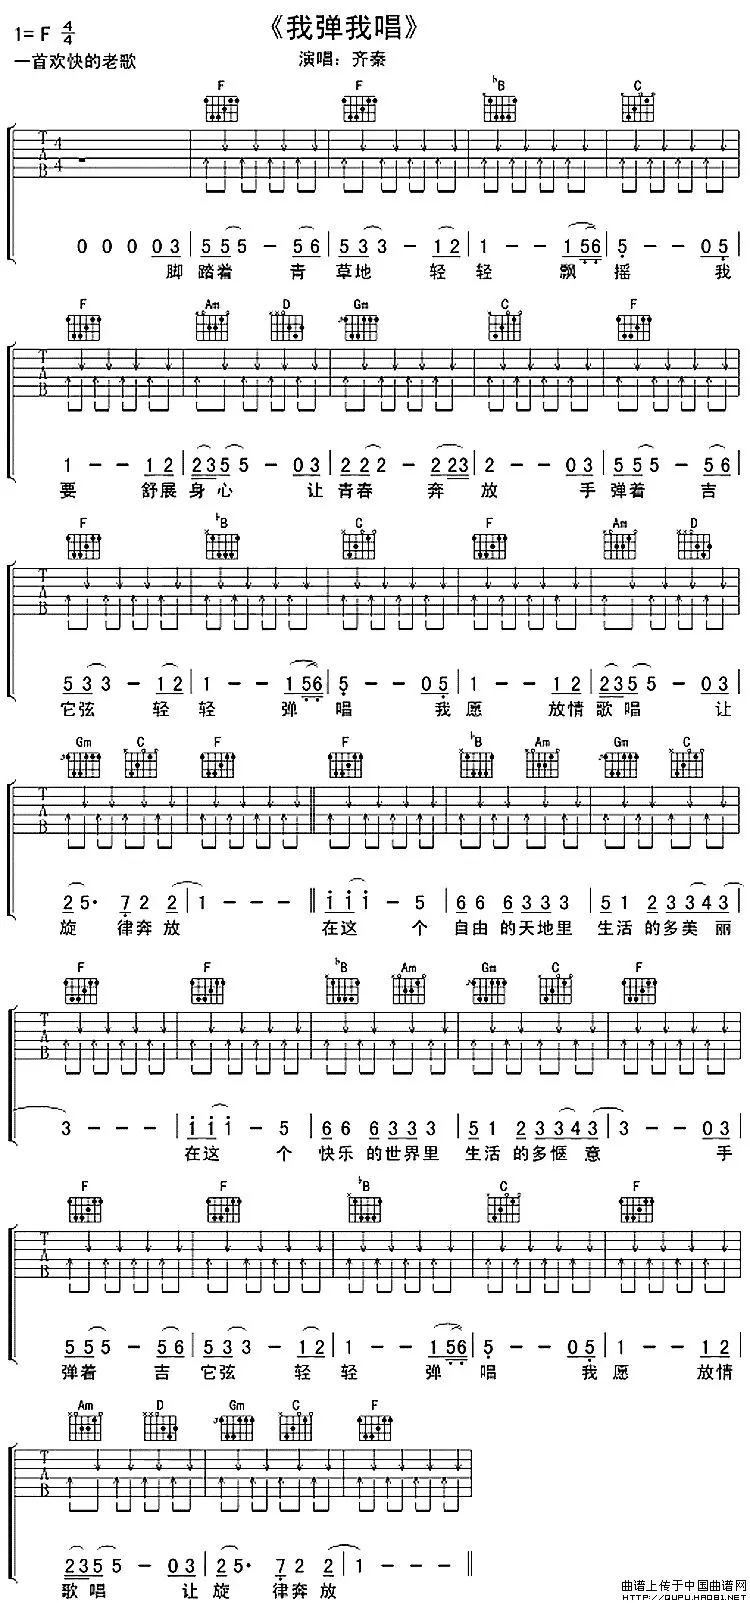 《我弹我唱》
1= F 4/4
一首欢快的老歌
演唱：齐秦
F F ♭B C
T A B 4/4
0 0 0 0 3 | 5 5 5 - 5 6 | 5 3 3 - 1 2 | 1 - - 1 5 6 | 5 - - 0 5 |
脚 踏着 青 草地 轻 轻 飘 摇 我
F Am D Gm C F
T A B
1 - - 1 2 | 2 3 5 5 - 0 3 | 2 2 2 - 2 2 3 | 2 - - 0 3 | 5 5 5 - 5 6 |
要 舒展 身 心 让 青春 奔 放 手 弹着 吉
F ♭B C F Am D
T A B
5 3 3 - 1 2 | 1 - - 1 5 6 | 5 - - 0 5 | 1 - - 1 2 | 2 3 5 5 - 0 3 |
它弦 轻 轻 弹 唱 我 愿 放情 歌 唱 让
Gm C F F ♭B Am Gm C
T A B
2 5 · 7 2 2 | 1 - - - ‖ i i i - 5 | 6 6 6 3 3 3 | 5 1 2 3 3 4 3 |
旋 律奔 放 在这 个 自由 的天地里 生活 的多美 丽
F F ♭B Am Gm C F
T A B
3 - - - | i i i - 5 | 6 6 6 3 3 3 | 5 1 2 3 3 4 3 | 3 - - 0 3 |
在这 个 快乐 的世界里 生活 的多惬 意 手
F F ♭B C F
T A B
5 5 5 - 5 6 | 5 3 3 - 1 2 | 1 - - 1 5 6 | 5 - - 0 5 | 1 - - 1 2 |
弹着 吉 它弦 轻 轻 弹 唱 我 愿 放情
Am D Gm C F
T A B
2 3 5 5 - 0 3 | 2 5 · 7 2 2 | 1 - - - ‖
歌 唱 让 旋 律奔 放
曲谱上传于中国曲谱网
HTTP://QUPU.HAO81.NET